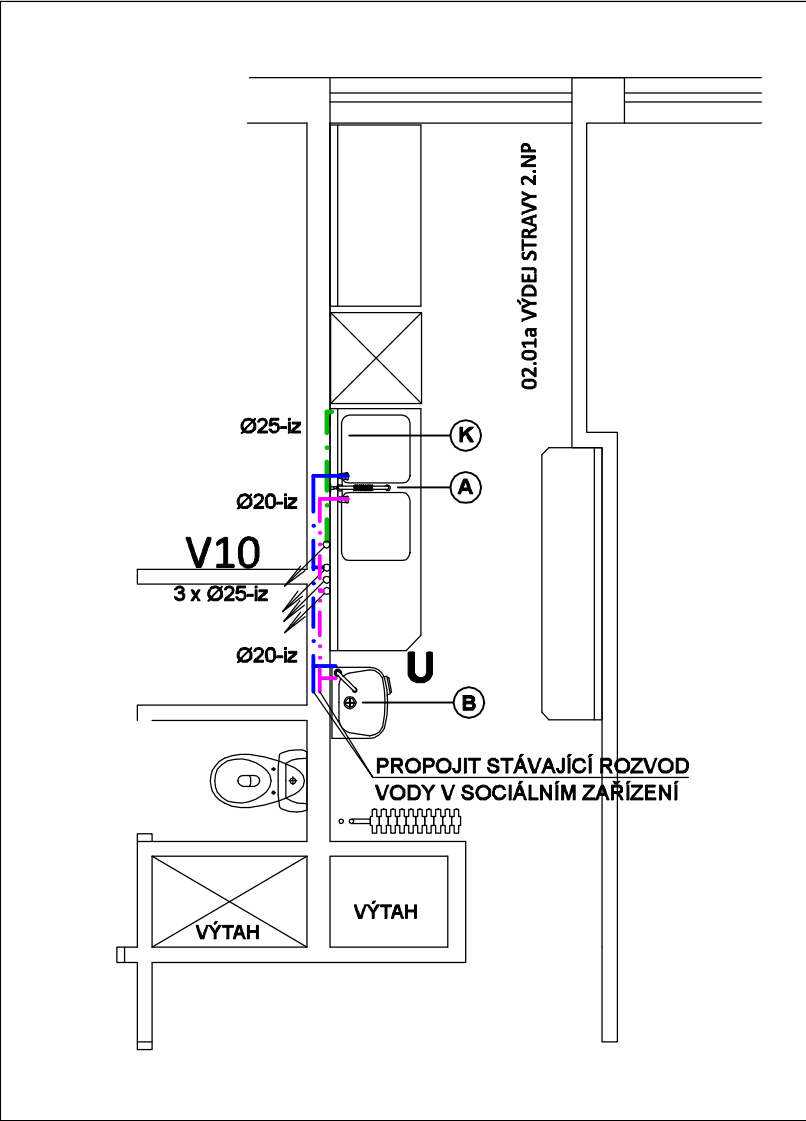 02.01a VÝDEJ STRAVY 2.NP
Ø25-iz
K
A
Ø20-iz
V10
3 x Ø25-iz
Ø20-iz
U
B
PROPOJIT STÁVAJÍCÍ ROZVOD
VODY V SOCIÁLNÍM ZAŘÍZENÍ
VÝTAH
VÝTAH